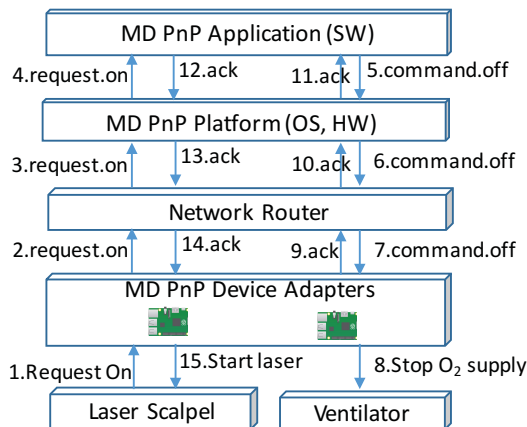 MD PnP Application (SW)
4.request.on 12.ack 11.ack 5.command.off
MD PnP Platform (OS, HW)
3.request.on 13.ack 10.ack 6.command.off
Network Router
2.request.on 14.ack 9.ack 7.command.off
MD PnP Device Adapters
1.Request On 15.Start laser 8.Stop O₂ supply
Laser Scalpel Ventilator